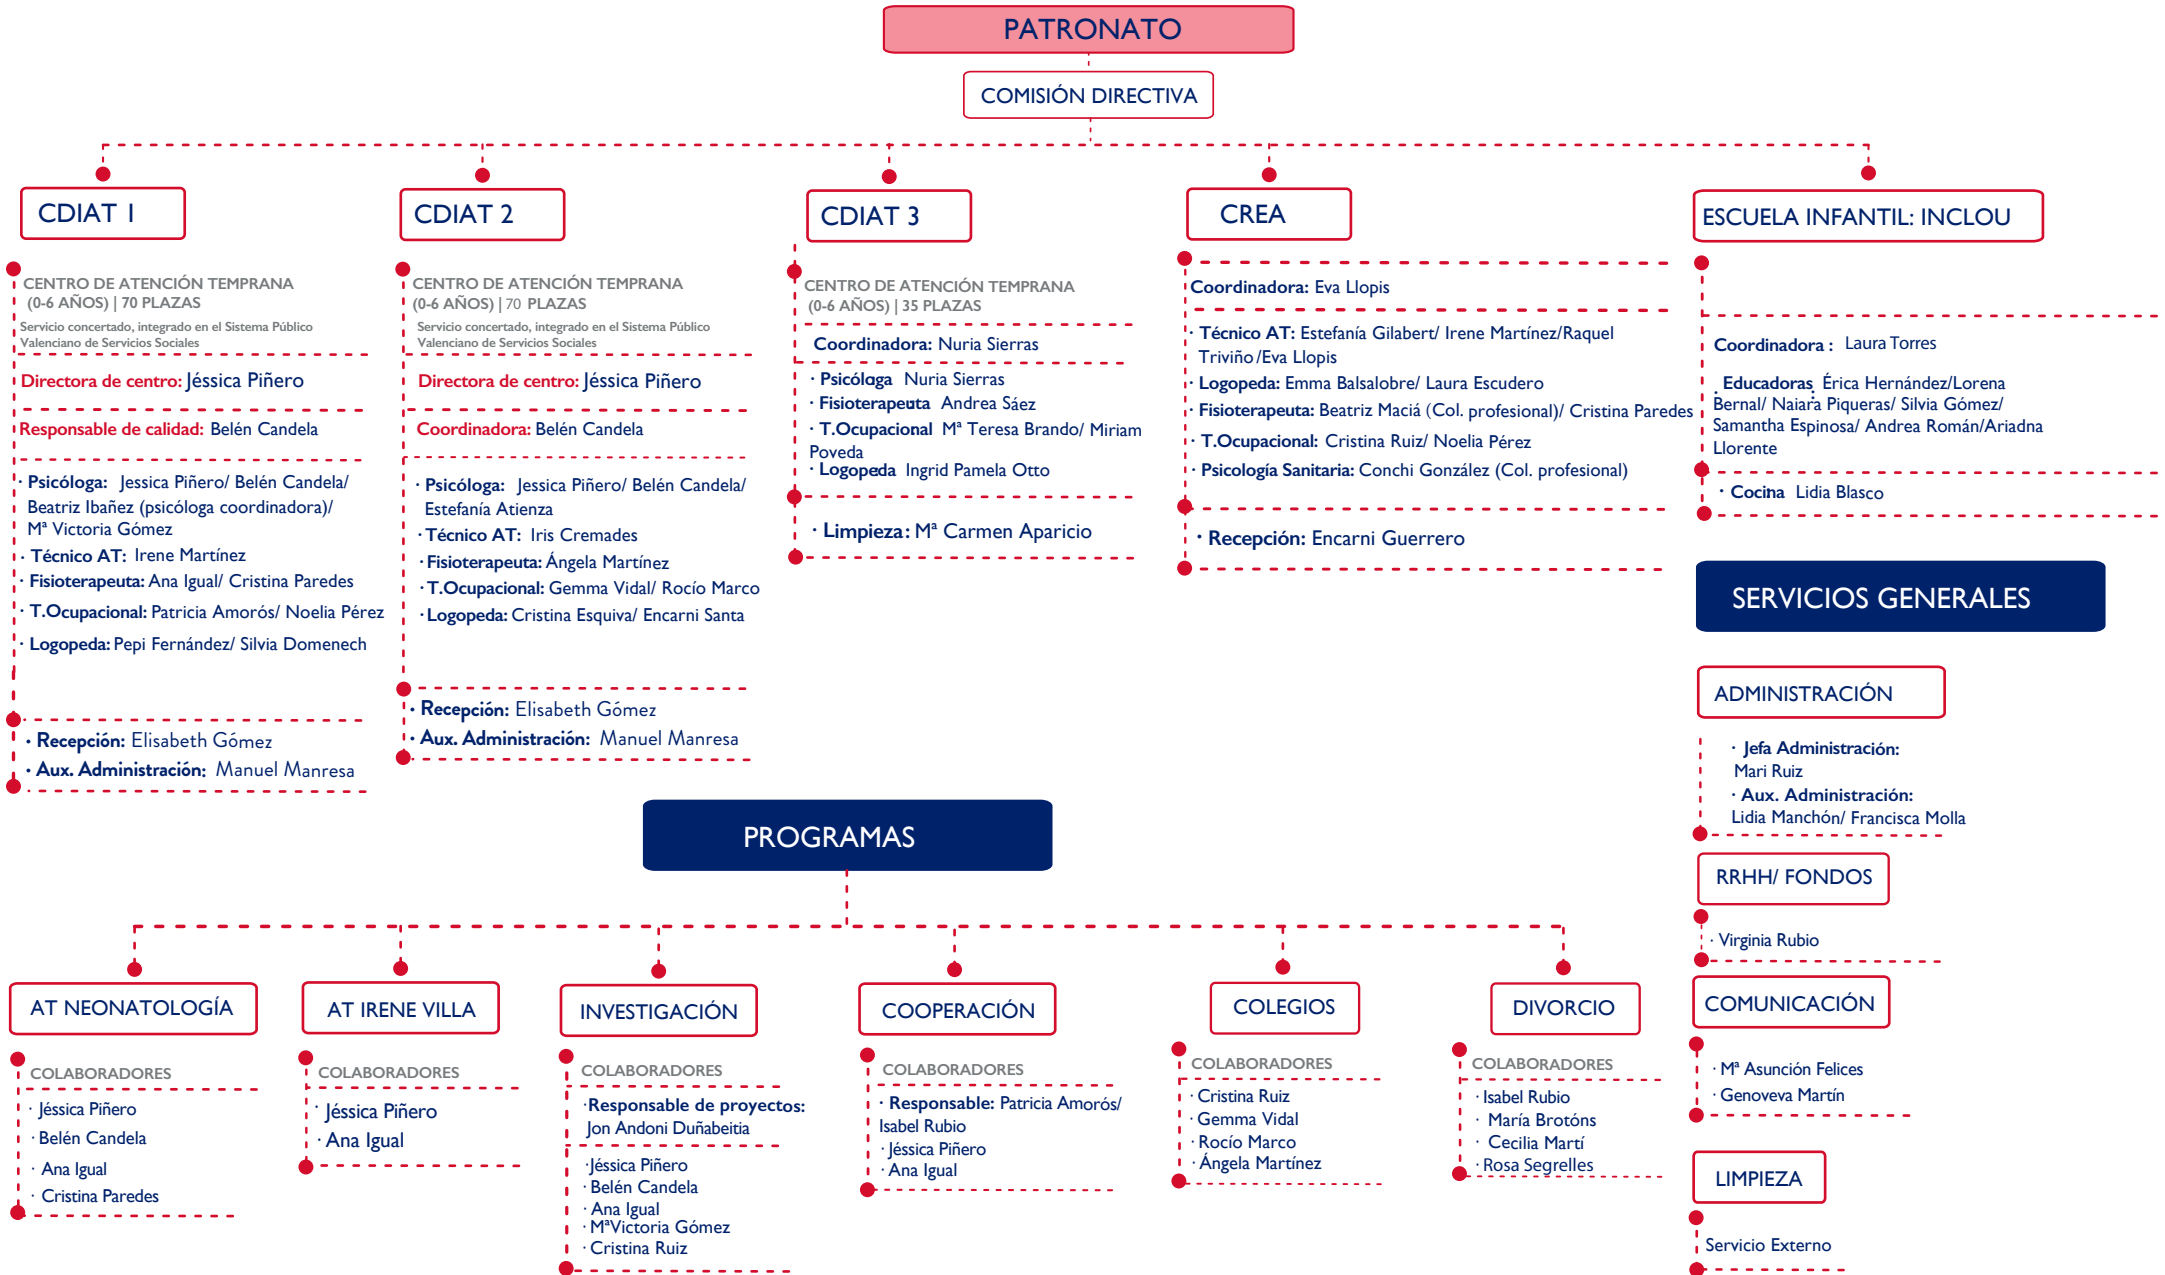 PATRONATO
COMISIÓN DIRECTIVA
CDIAT 1
CENTRO DE ATENCIÓN TEMPRANA
(0-6 AÑOS) | 70 PLAZAS
Servicio concertado, integrado en el Sistema Público
Valenciano de Servicios Sociales
Directora de centro: Jéssica Piñero
Responsable de calidad: Belén Candela
· Psicóloga: Jessica Piñero/ Belén Candela/
Beatriz Ibañez (psicóloga coordinadora)/
Mª Victoria Gómez
· Técnico AT: Irene Martínez
· Fisioterapeuta: Ana Igual/ Cristina Paredes
· T.Ocupacional: Patricia Amorós/ Noelia Pérez
· Logopeda: Pepi Fernández/ Silvia Domenech
· Recepción: Elisabeth Gómez
· Aux. Administración: Manuel Manresa
CDIAT 2
CENTRO DE ATENCIÓN TEMPRANA
(0-6 AÑOS) | 70 PLAZAS
Servicio concertado, integrado en el Sistema Público
Valenciano de Servicios Sociales
Directora de centro: Jéssica Piñero
Coordinadora: Belén Candela
· Psicóloga: Jessica Piñero/ Belén Candela/
Estefanía Atienza
· Técnico AT: Iris Cremades
· Fisioterapeuta: Ángela Martínez
· T.Ocupacional: Gemma Vidal/ Rocío Marco
· Logopeda: Cristina Esquiva/ Encarni Santa
· Recepción: Elisabeth Gómez
· Aux. Administración: Manuel Manresa
CDIAT 3
CENTRO DE ATENCIÓN TEMPRANA
(0-6 AÑOS) | 35 PLAZAS
Coordinadora: Nuria Sierras
· Psicóloga Nuria Sierras
· Fisioterapeuta Andrea Sáez
· T.Ocupacional Mª Teresa Brando/ Miriam
Poveda
· Logopeda Ingrid Pamela Otto
· Limpieza: Mª Carmen Aparicio
CREA
Coordinadora: Eva Llopis
· Técnico AT: Estefanía Gilabert/ Irene Martínez/Raquel
Triviño/Eva Llopis
· Logopeda: Emma Balsalobre/ Laura Escudero
· Fisioterapeuta: Beatriz Maciá (Col. profesional)/ Cristina Paredes
· T.Ocupacional: Cristina Ruiz/ Noelia Pérez
· Psicología Sanitaria: Conchi González (Col. profesional)
· Recepción: Encarni Guerrero
ESCUELA INFANTIL: INCLOU
Coordinadora : Laura Torres
· Educadoras: Érica Hernández/Lorena
Bernal/ Naiara Piqueras/ Silvia Gómez/
Samantha Espinosa/ Andrea Román/Ariadna
Llorente
· Cocina Lidia Blasco
SERVICIOS GENERALES
ADMINISTRACIÓN
· Jefa Administración:
Mari Ruiz
· Aux. Administración:
Lidia Manchón/ Francisca Molla
RRHH/ FONDOS
· Virginia Rubio
COMUNICACIÓN
· Mª Asunción Felices
· Genoveva Martín
LIMPIEZA
Servicio Externo
PROGRAMAS
AT NEONATOLOGÍA
COLABORADORES
· Jéssica Piñero
· Belén Candela
· Ana Igual
· Cristina Paredes
AT IRENE VILLA
COLABORADORES
· Jéssica Piñero
· Ana Igual
INVESTIGACIÓN
COLABORADORES
· Responsable de proyectos:
Jon Andoni Duñabeitia
· Jéssica Piñero
· Belén Candela
· Ana Igual
· MªVictoria Gómez
· Cristina Ruiz
COOPERACIÓN
COLABORADORES
· Responsable: Patricia Amorós/
Isabel Rubio
· Jéssica Piñero
· Ana Igual
COLEGIOS
COLABORADORES
· Cristina Ruiz
· Gemma Vidal
· Rocío Marco
· Ángela Martínez
DIVORCIO
COLABORADORES
· Isabel Rubio
· María Brotóns
· Cecilia Martí
· Rosa Segrelles